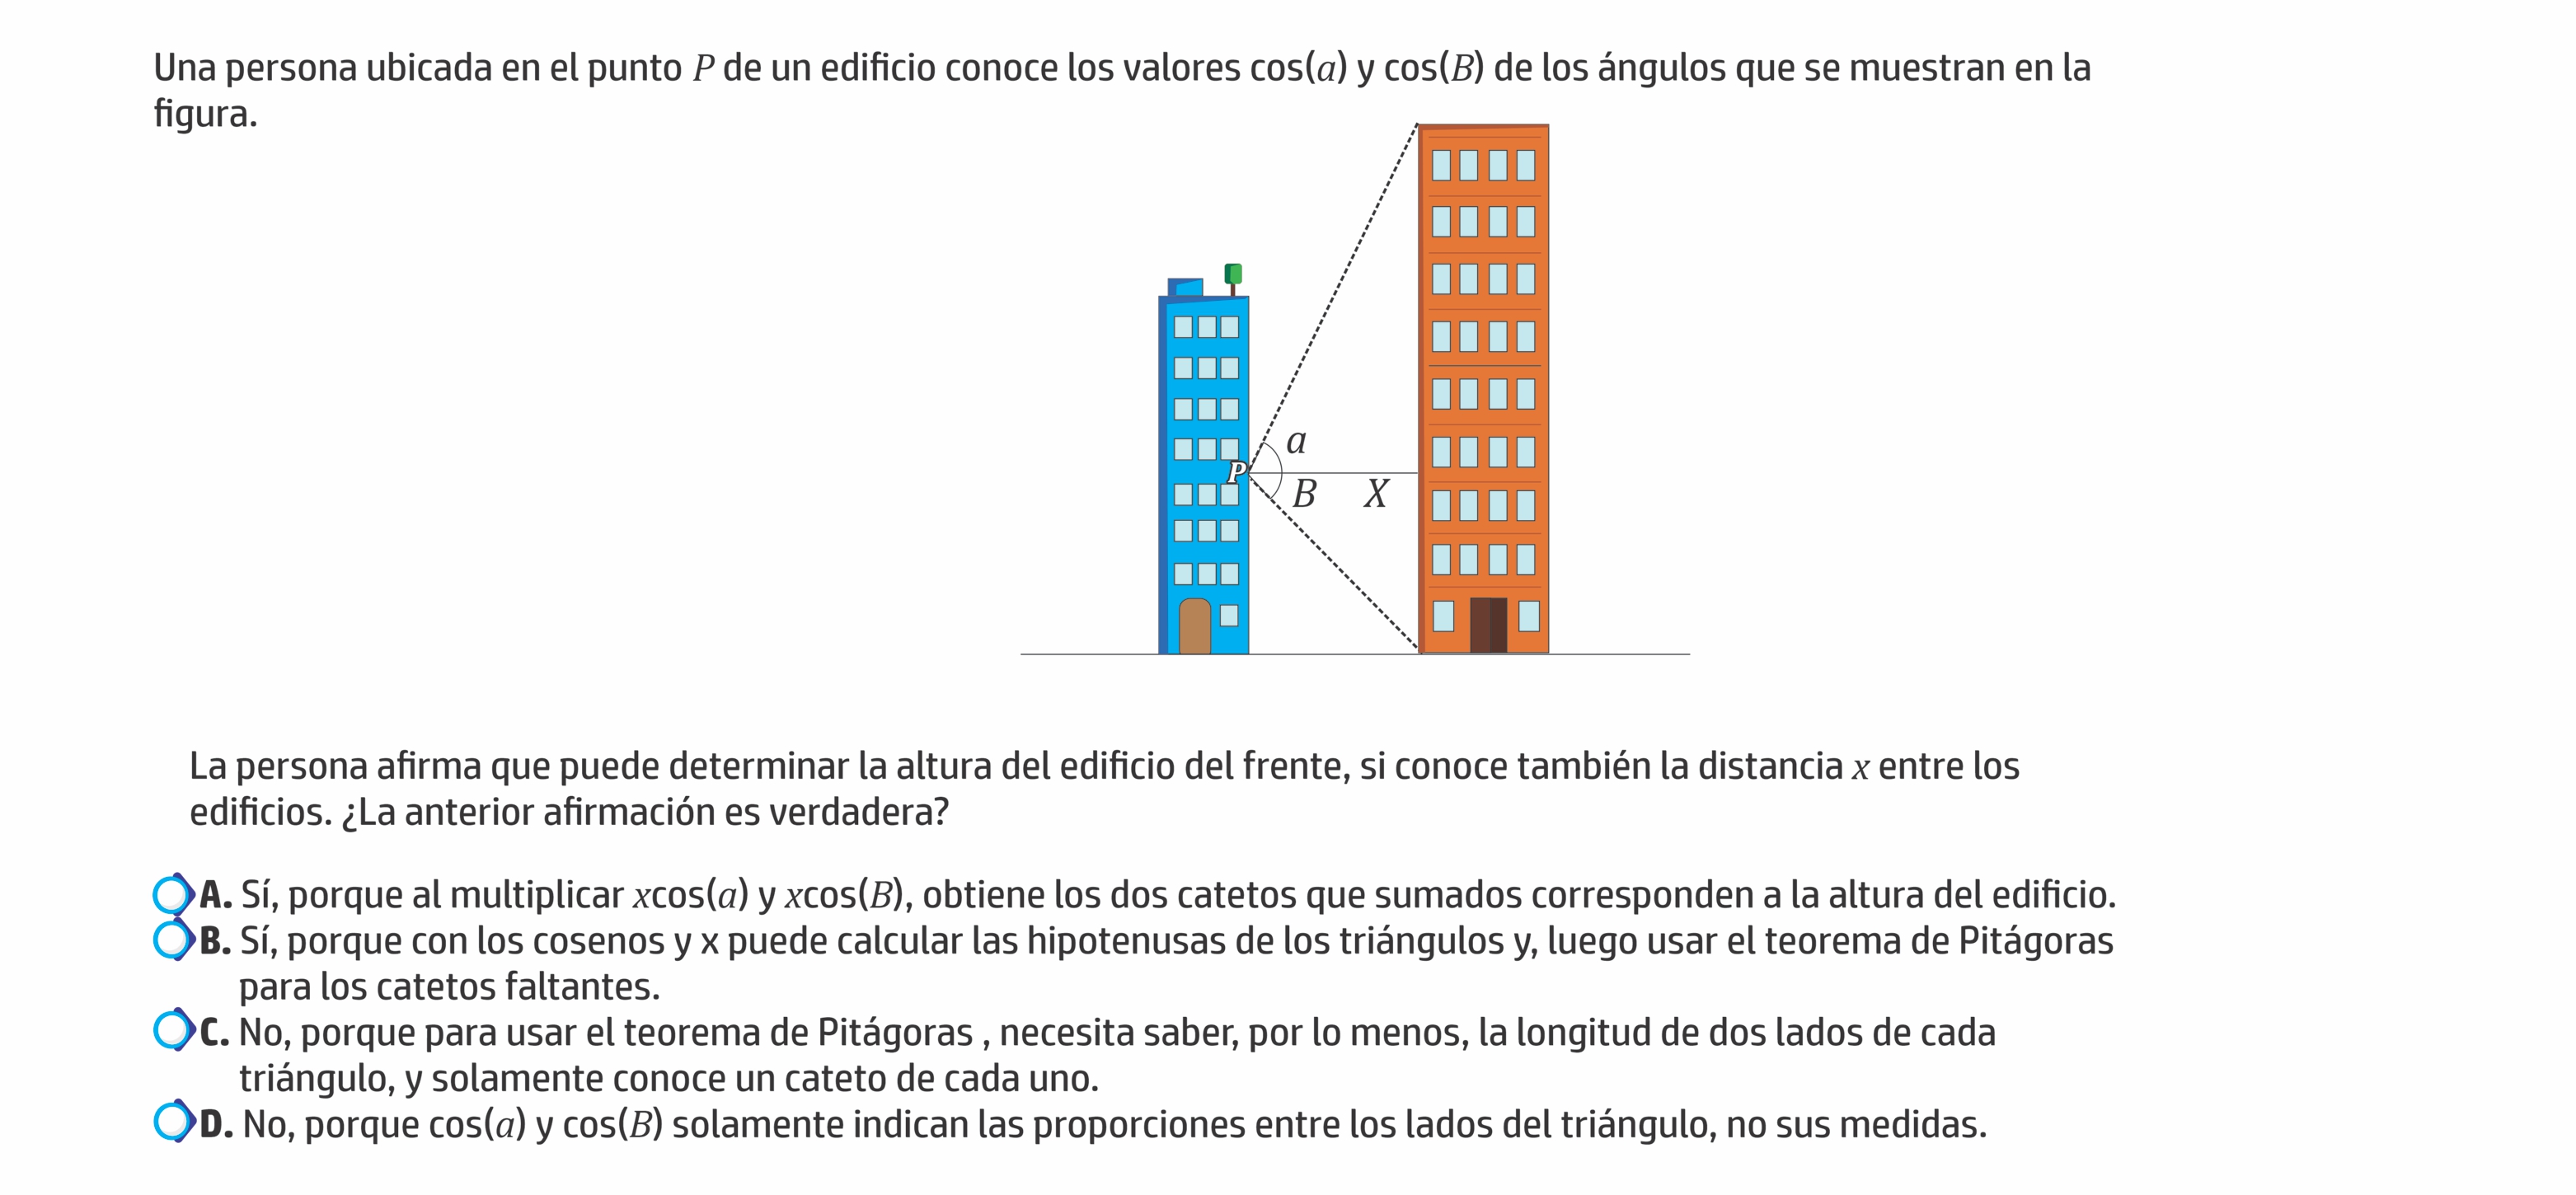 Una persona ubicada en el punto P de un edificio conoce los valores cos(a) y cos(B) de los ángulos que se muestran en la
figura.
a
P
B X
La persona afirma que puede determinar la altura del edificio del frente, si conoce también la distancia x entre los
edificios. ¿La anterior afirmación es verdadera?
A. Sí, porque al multiplicar xcos(a) y xcos(B), obtiene los dos catetos que sumados corresponden a la altura del edificio.
B. Sí, porque con los cosenos y x puede calcular las hipotenusas de los triángulos y, luego usar el teorema de Pitágoras
para los catetos faltantes.
C. No, porque para usar el teorema de Pitágoras , necesita saber, por lo menos, la longitud de dos lados de cada
triángulo, y solamente conoce un cateto de cada uno.
D. No, porque cos(a) y cos(B) solamente indican las proporciones entre los lados del triángulo, no sus medidas.